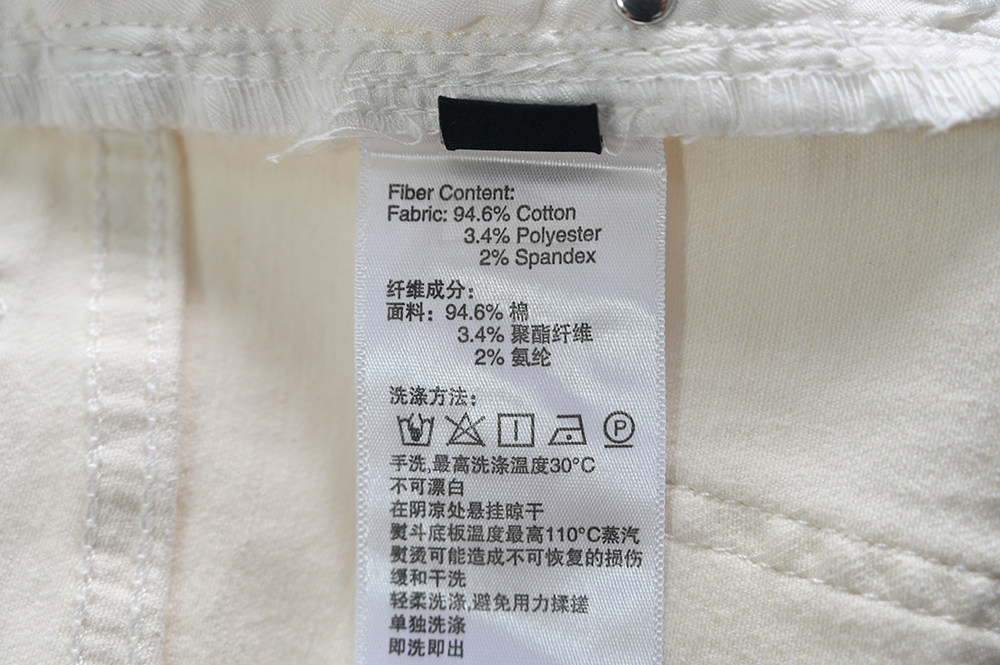 Fiber Content:
Fabric: 94.6% Cotton
3.4% Polyester
2% Spandex
纤维成分:
面料: 94.6% 棉
3.4% 聚酯纤维
2% 氨纶
洗涤方法:
P
手洗,最高洗涤温度30°C
不可漂白
在阴凉处悬挂晾干
熨斗底板温度最高110°C蒸汽
熨烫可能造成不可恢复的损伤
缓和干洗
轻柔洗涤,避免用力揉搓
单独洗涤
即洗即出